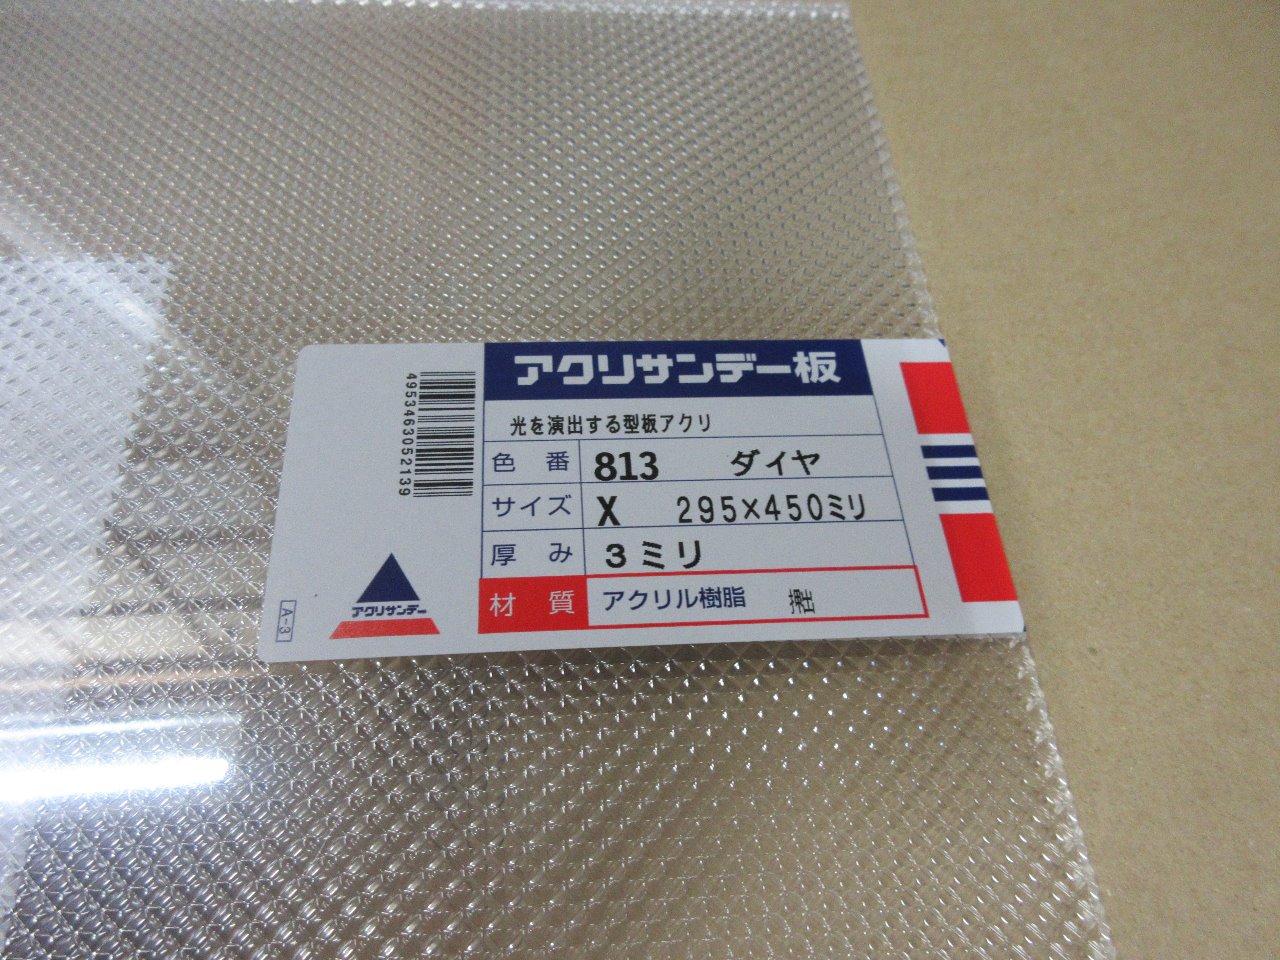 アクリサンデー板
光を演出する型板アクリ
色 番 813 ダイヤ
サイズ X 295×450ミリ
厚 み 3ミリ
材 質 アクリル樹脂
4953463052139
アクリサンデー
A-3